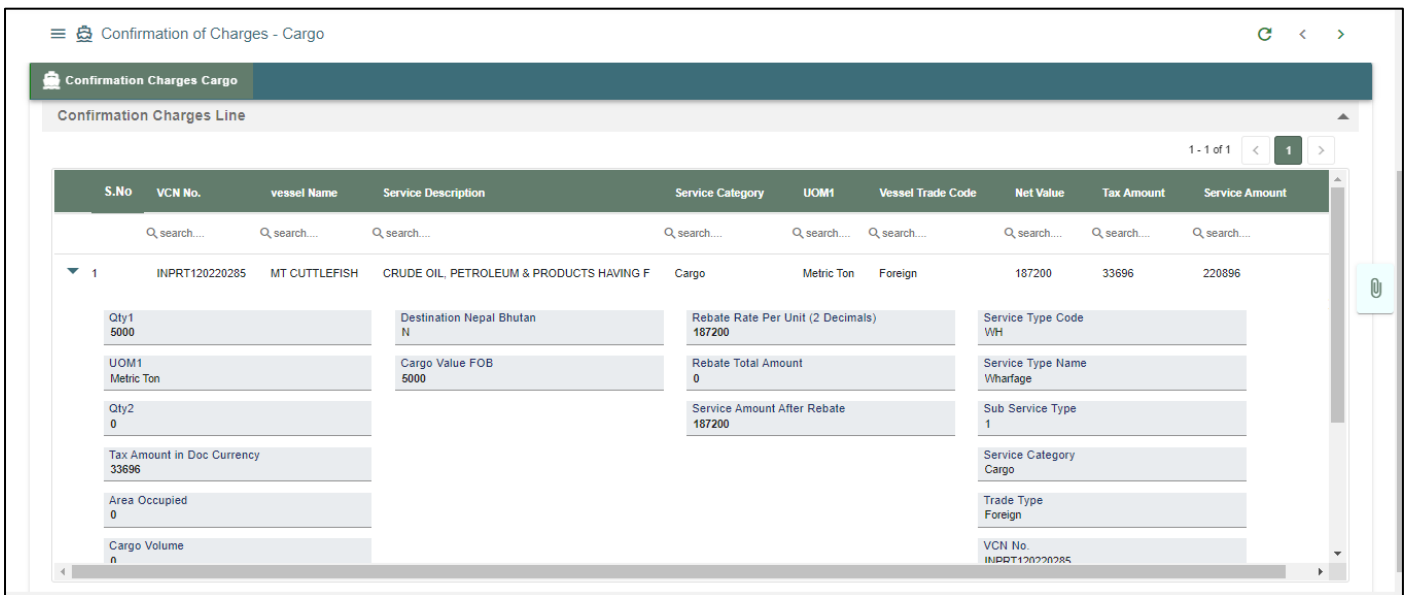 Confirmation of Charges - Cargo
Confirmation Charges Cargo
Confirmation Charges Line
1 - 1 of 1 < 1 >
S.No VCN No. vessel Name Service Description Service Category UOM1 Vessel Trade Code Net Value Tax Amount Service Amount
search.... search.... search.... search.... search.... search.... search.... search.... search....
1 INPRT120220285 MT CUTTLEFISH CRUDE OIL, PETROLEUM & PRODUCTS HAVING F Cargo Metric Ton Foreign 187200 33696 220896
Qty1 Destination Nepal Bhutan Rebate Rate Per Unit (2 Decimals) Service Type Code
5000 N 187200 WH
UOM1 Cargo Value FOB Rebate Total Amount Service Type Name
Metric Ton 5000 0 Wharfage
Qty2 Service Amount After Rebate Sub Service Type
0 187200 1
Tax Amount in Doc Currency Service Category
33696 Cargo
Area Occupied Trade Type
0 Foreign
Cargo Volume VCN No.
0 INPRT120220285